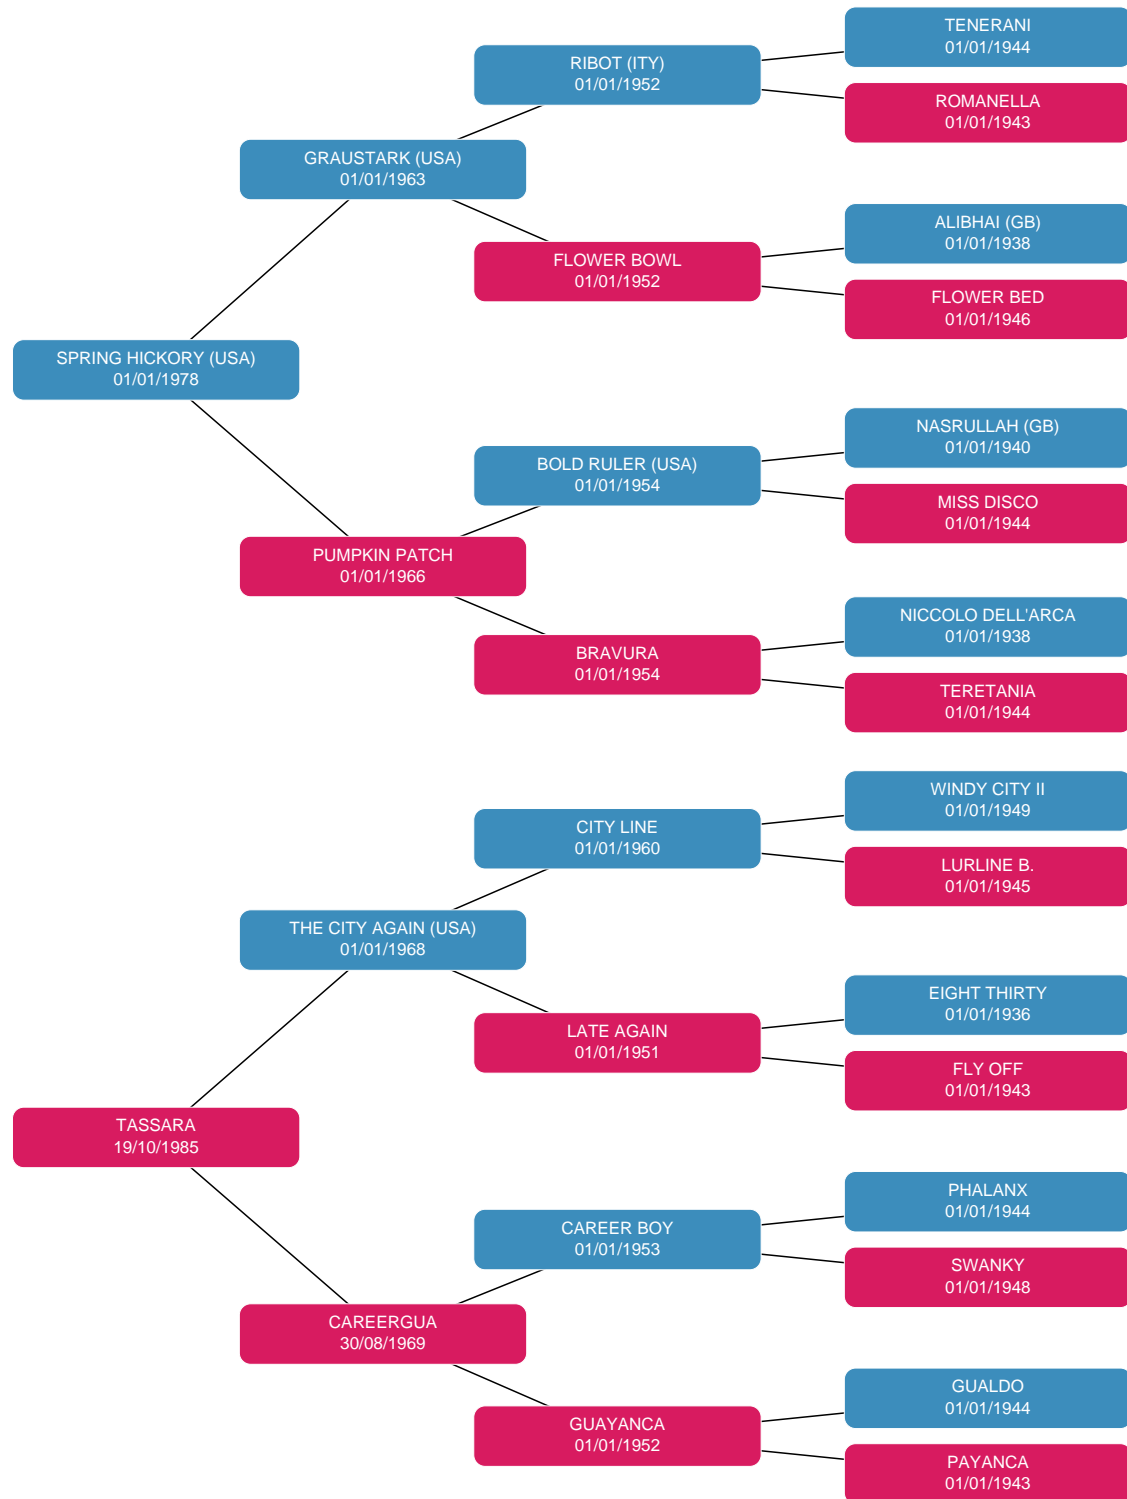 TENERANI
01/01/1944
RIBOT (ITY)
01/01/1952
ROMANELLA
01/01/1943
GRAUSTARK (USA)
01/01/1963
ALIBHAI (GB)
01/01/1938
FLOWER BOWL
01/01/1952
FLOWER BED
01/01/1946
SPRING HICKORY (USA)
01/01/1978
NASRULLAH (GB)
01/01/1940
BOLD RULER (USA)
01/01/1954
MISS DISCO
01/01/1944
PUMPKIN PATCH
01/01/1966
NICCOLO DELL'ARCA
01/01/1938
BRAVURA
01/01/1954
TERETANIA
01/01/1944
WINDY CITY II
01/01/1949
CITY LINE
01/01/1960
LURLINE B.
01/01/1945
THE CITY AGAIN (USA)
01/01/1968
EIGHT THIRTY
01/01/1936
LATE AGAIN
01/01/1951
FLY OFF
01/01/1943
TASSARA
19/10/1985
PHALANX
01/01/1944
CAREER BOY
01/01/1953
SWANKY
01/01/1948
CAREERGUA
30/08/1969
GUALDO
01/01/1944
GUAYANCA
01/01/1952
PAYANCA
01/01/1943